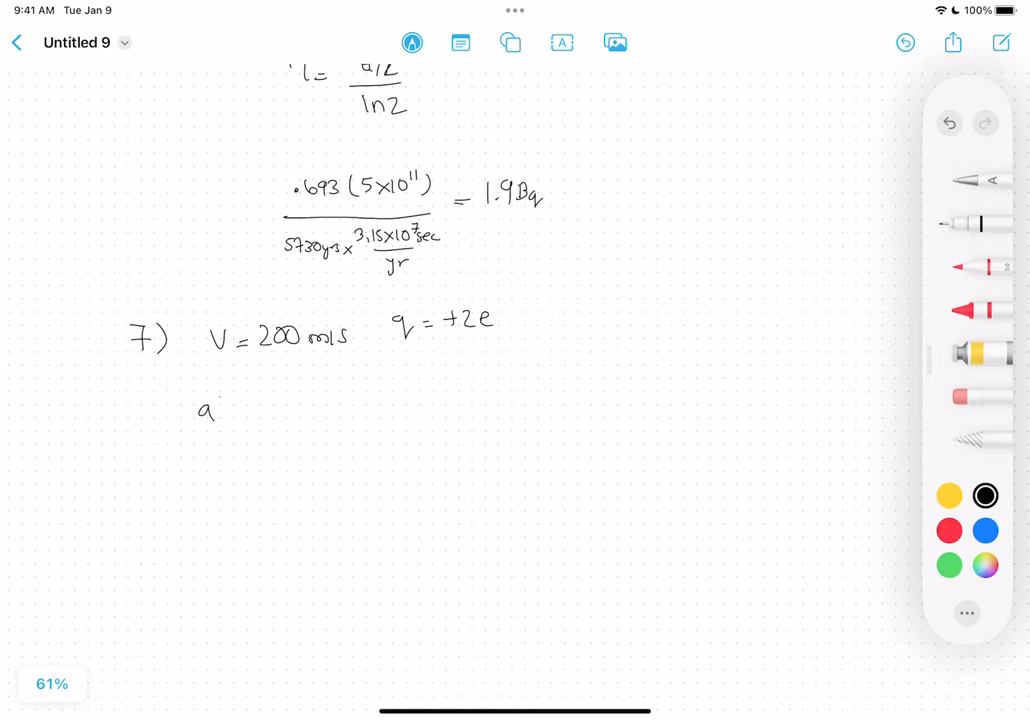 9:41 AM Tue Jan 9
100%
Untitled 9
ln2
.693 (5×10¹¹)
5730yrs × 3,15×10⁷sec
yr
= 1.9Bq
7) V = 200 m/s q = +2e
a
50
61%